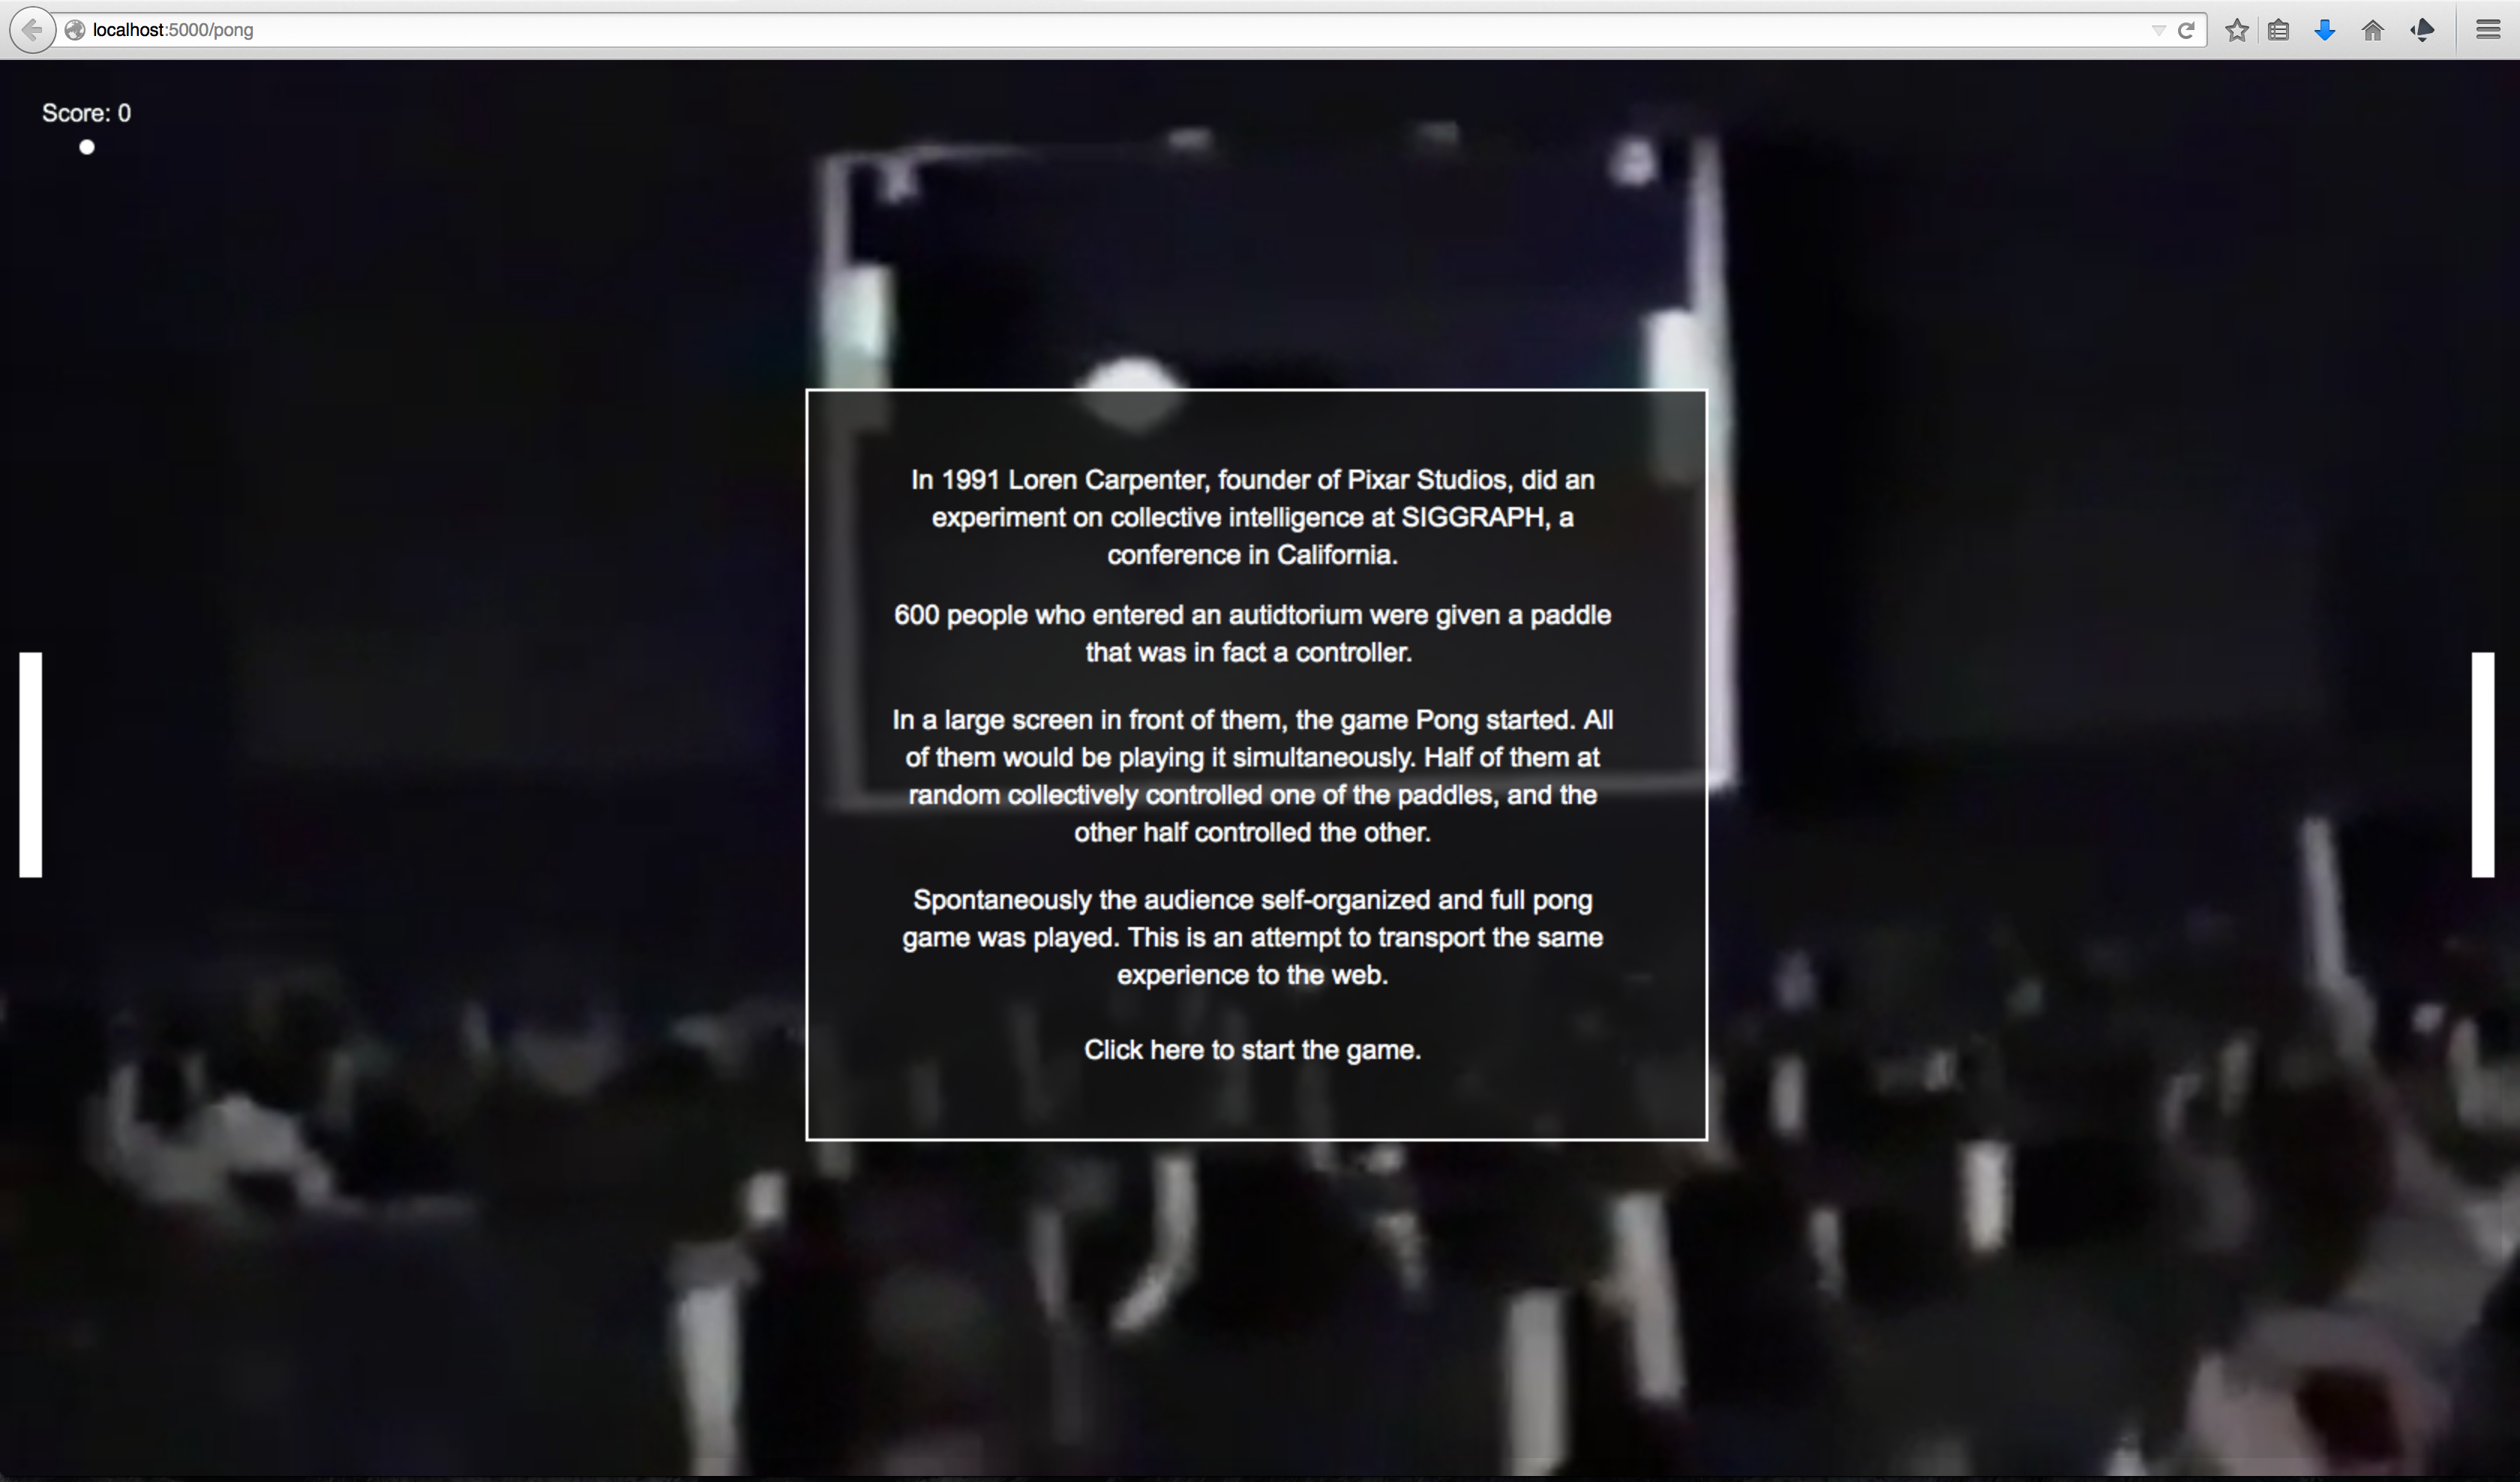 localhost:5000/pong
Score: 0
In 1991 Loren Carpenter, founder of Pixar Studios, did an
experiment on collective intelligence at SIGGRAPH, a
conference in California.
600 people who entered an autidtorium were given a paddle
that was in fact a controller.
In a large screen in front of them, the game Pong started. All
of them would be playing it simultaneously. Half of them at
random collectively controlled one of the paddles, and the
other half controlled the other.
Spontaneously the audience self-organized and full pong
game was played. This is an attempt to transport the same
experience to the web.
Click here to start the game.